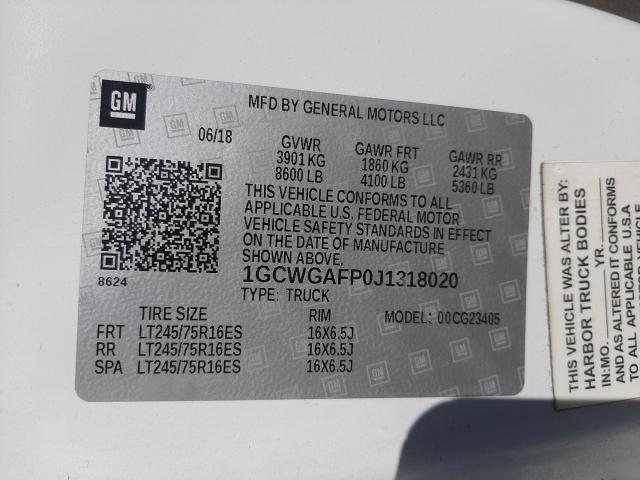 GM
MFD BY GENERAL MOTORS LLC
06/18
GVWR GAWR FRT GAWR RR
3901 KG 1860 KG 2431 KG
8600 LB 4100 LB 5360 LB
THIS VEHICLE CONFORMS TO ALL
APPLICABLE U.S. FEDERAL MOTOR
VEHICLE SAFETY STANDARDS IN EFFECT
ON THE DATE OF MANUFACTURE
SHOWN ABOVE.
1GCWGAFP0J1318020
TYPE: TRUCK
8624
TIRE SIZE RIM MODEL: 00CG23405
FRT LT245/75R16ES 16X6.5J
RR LT245/75R16ES 16X6.5J
SPA LT245/75R16ES 16X6.5J
THIS VEHICLE WAS ALTER BY:
HARBOR TRUCK BODIES
IN:MO. YR.
AND AS ALTERED IT CONFORMS
TO ALL APPLICABLE U.S.A